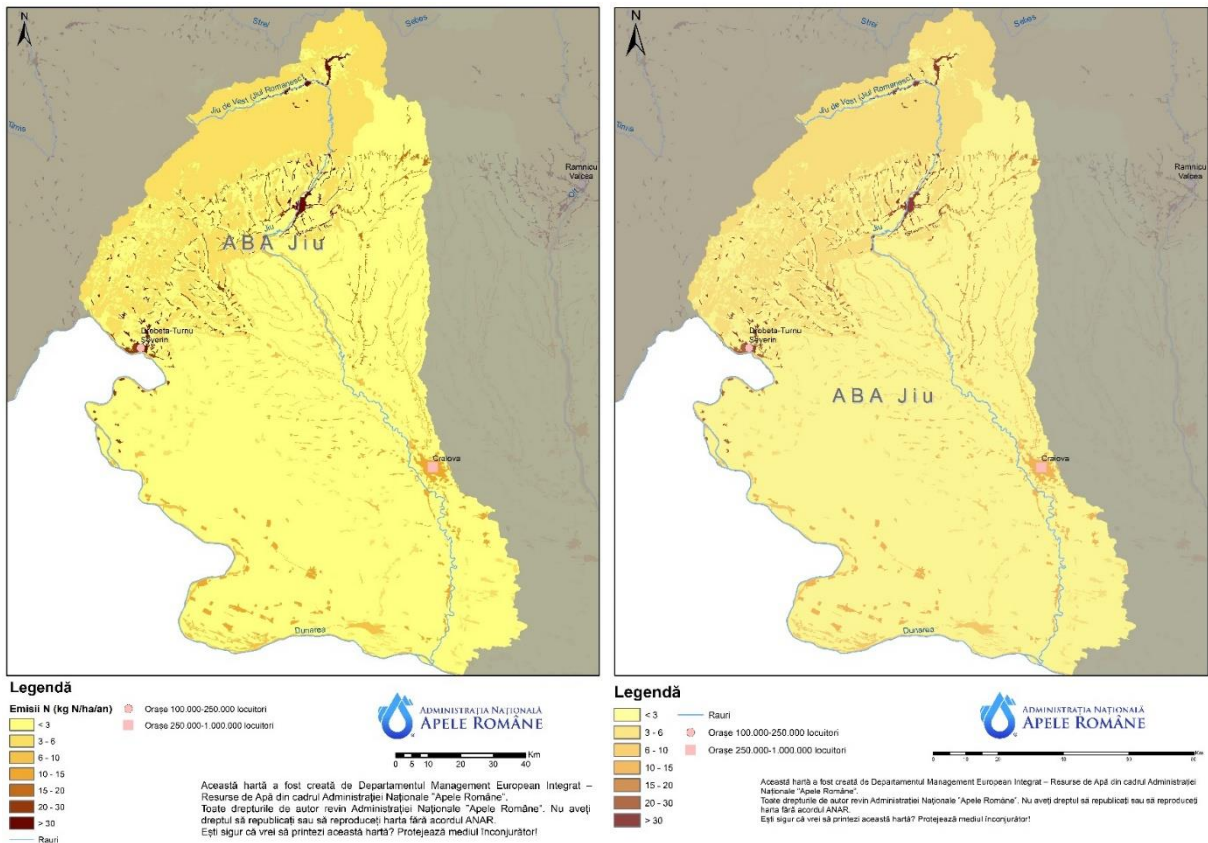 N
Strei
Sebes
Jiu de Vest (Jiul Romanesc)
Timis
Ramnicu
Valcea
Jiu
ABA Jiu
Drobeta-Turnu
Severin
Craiova
Dunarea
Legendă
Emisii N (kg N/ha/an)
< 3
3 - 6
6 - 10
10 - 15
15 - 20
20 - 30
> 30
Rauri
Orașe 100.000-250.000 locuitori
Orașe 250.000-1.000.000 locuitori
ADMINISTRAȚIA NAȚIONALĂ
APELE ROMÂNE
Km
0 5 10 20 30 40
Această hartă a fost creată de Departamentul Management European Integrat –
Resurse de Apă din cadrul Administrației Naționale "Apele Române".
Toate drepturile de autor revin Administrației Naționale "Apele Române". Nu aveți
dreptul să republicați sau să reproduceți harta fără acordul ANAR.
Ești sigur că vrei să printezi această hartă? Protejează mediul înconjurător!
N
Strei
Sebes
Jiu de Vest (Jiul Romanesc)
Timis
Ramnicu
Valcea
Jiu
Drobeta-Turnu
Severin
ABA Jiu
Craiova
Dunarea
Legendă
< 3
3 - 6
6 - 10
10 - 15
15 - 20
20 - 30
> 30
Rauri
Orașe 100.000-250.000 locuitori
Orașe 250.000-1.000.000 locuitori
ADMINISTRAȚIA NAȚIONALĂ
APELE ROMÂNE
Această hartă a fost creată de Departamentul Management European Integrat – Resurse de Apă din cadrul Administrației
Naționale "Apele Române".
Toate drepturile de autor revin Administrației Naționale "Apele Române". Nu aveți dreptul să republicați sau să reproduceți
harta fără acordul ANAR.
Ești sigur că vrei să printezi această hartă? Protejează mediul înconjurător!